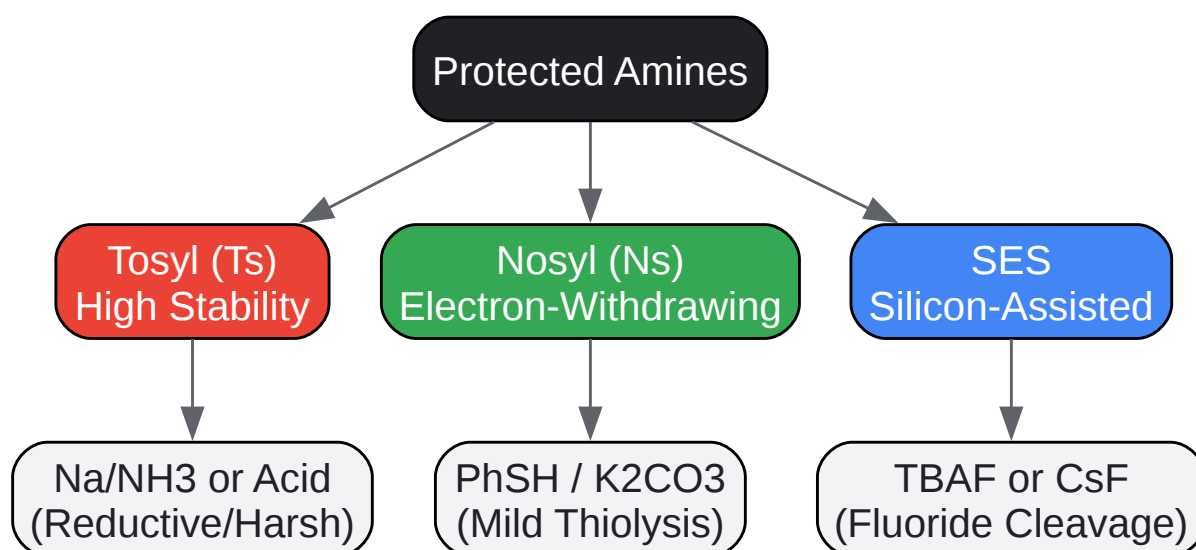 Protected Amines
Tosyl (Ts)
High Stability
Nosyl (Ns)
Electron-Withdrawing
SES
Silicon-Assisted
Na/NH3 or Acid
(Reductive/Harsh)
PhSH / K2CO3
(Mild Thiolysis)
TBAF or CsF
(Fluoride Cleavage)